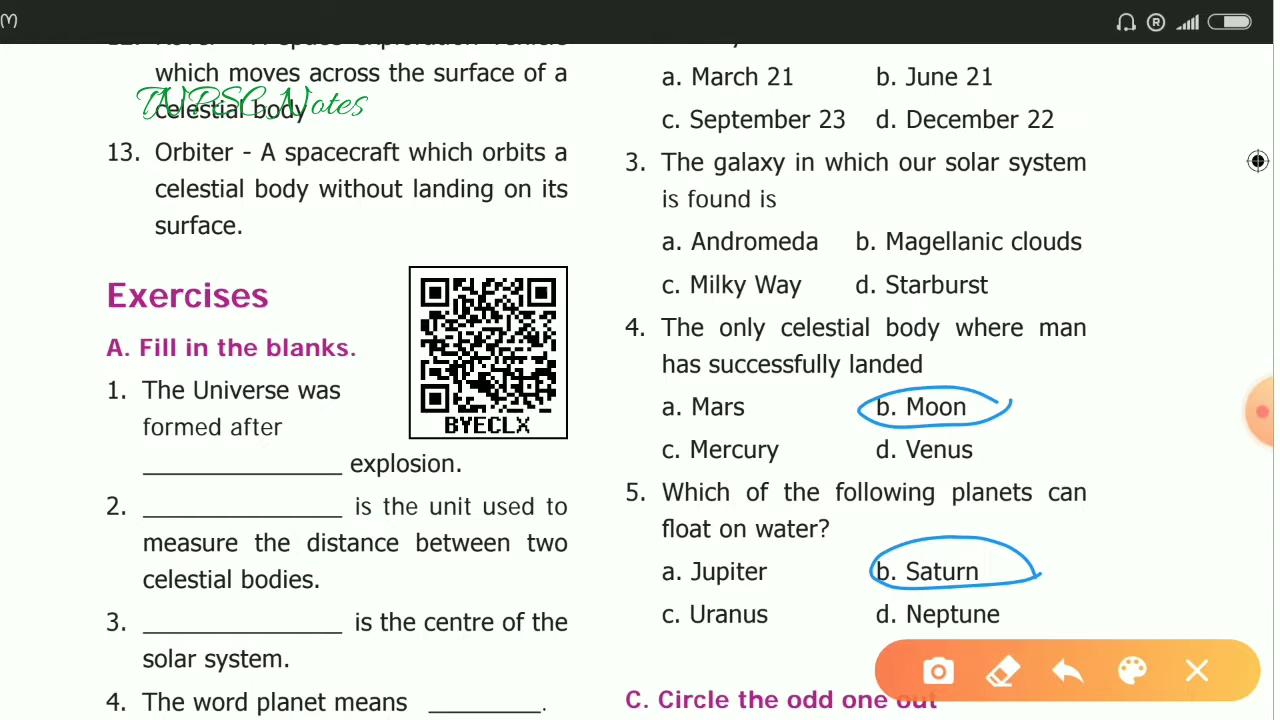 which moves across the surface of a
celestial body
TNPSC Notes
13. Orbiter - A spacecraft which orbits a
celestial body without landing on its
surface.
Exercises
BYECLX
A. Fill in the blanks.
1. The Universe was
formed after
______________ explosion.
2. ______________ is the unit used to
measure the distance between two
celestial bodies.
3. ______________ is the centre of the
solar system.
4. The word planet means ________.
a. March 21 b. June 21
c. September 23 d. December 22
3. The galaxy in which our solar system
is found is
a. Andromeda b. Magellanic clouds
c. Milky Way d. Starburst
4. The only celestial body where man
has successfully landed
a. Mars b. Moon
c. Mercury d. Venus
5. Which of the following planets can
float on water?
a. Jupiter b. Saturn
c. Uranus d. Neptune
C. Circle the odd one out